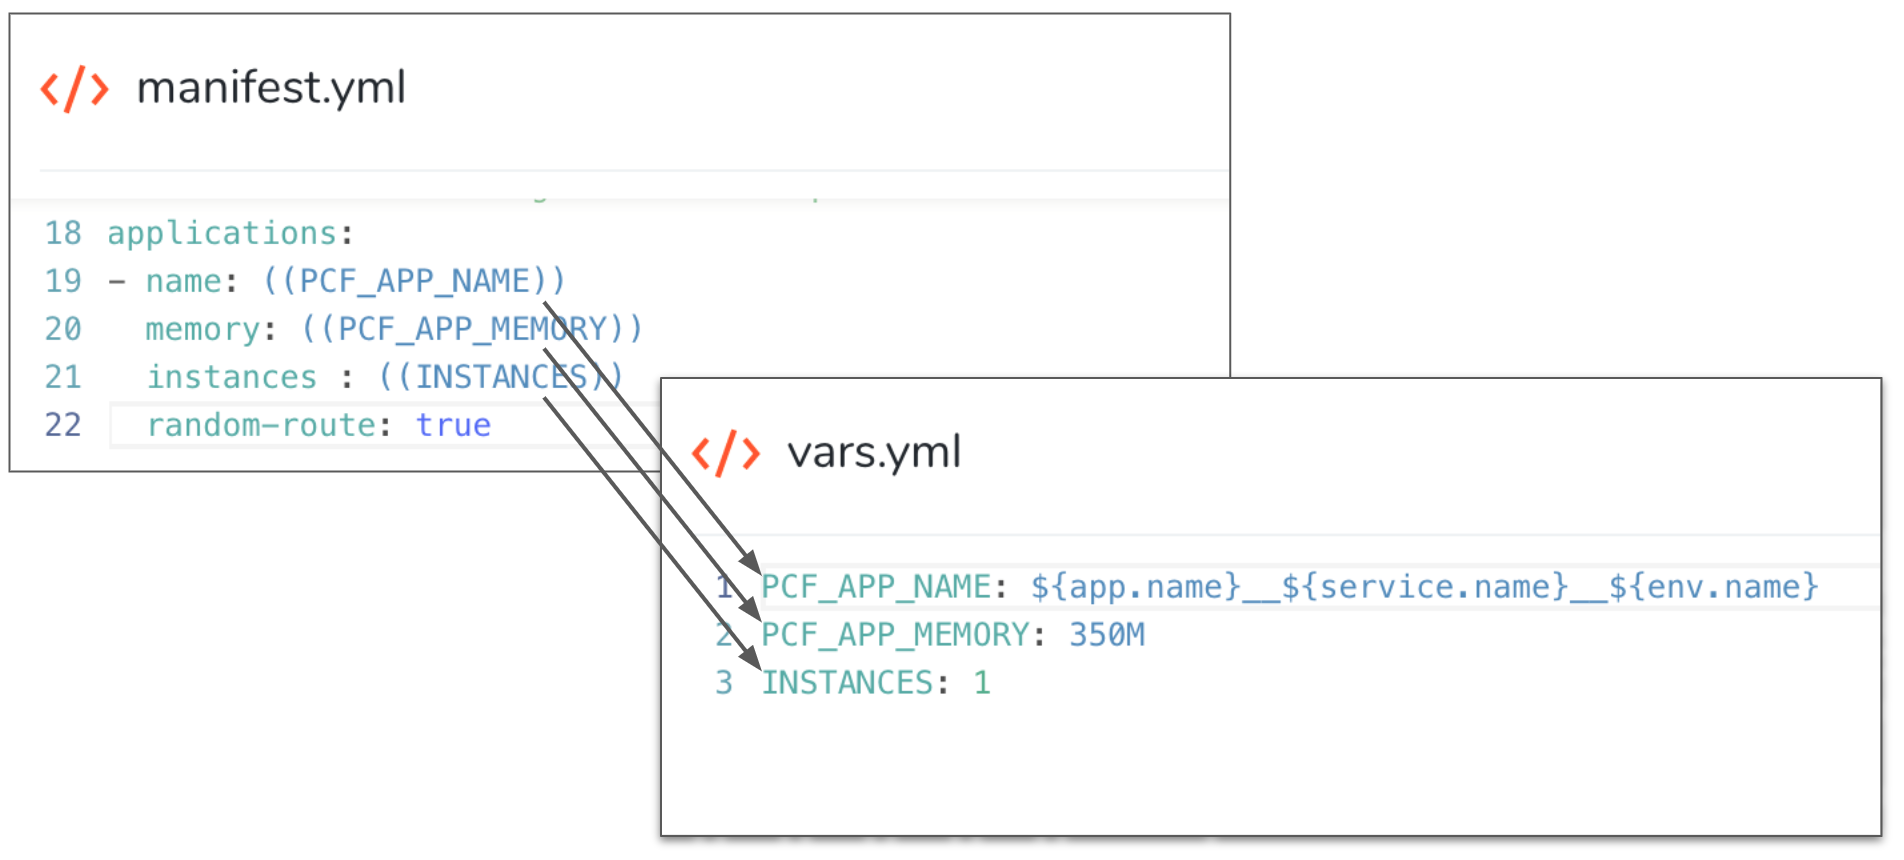 </> manifest.yml
18 applications:
19 - name: ((PCF_APP_NAME))
20 memory: ((PCF_APP_MEMORY))
21 instances : ((INSTANCES))
22 random-route: true
</> vars.yml
1 PCF_APP_NAME: ${app.name}__${service.name}__${env.name}
2 PCF_APP_MEMORY: 350M
3 INSTANCES: 1